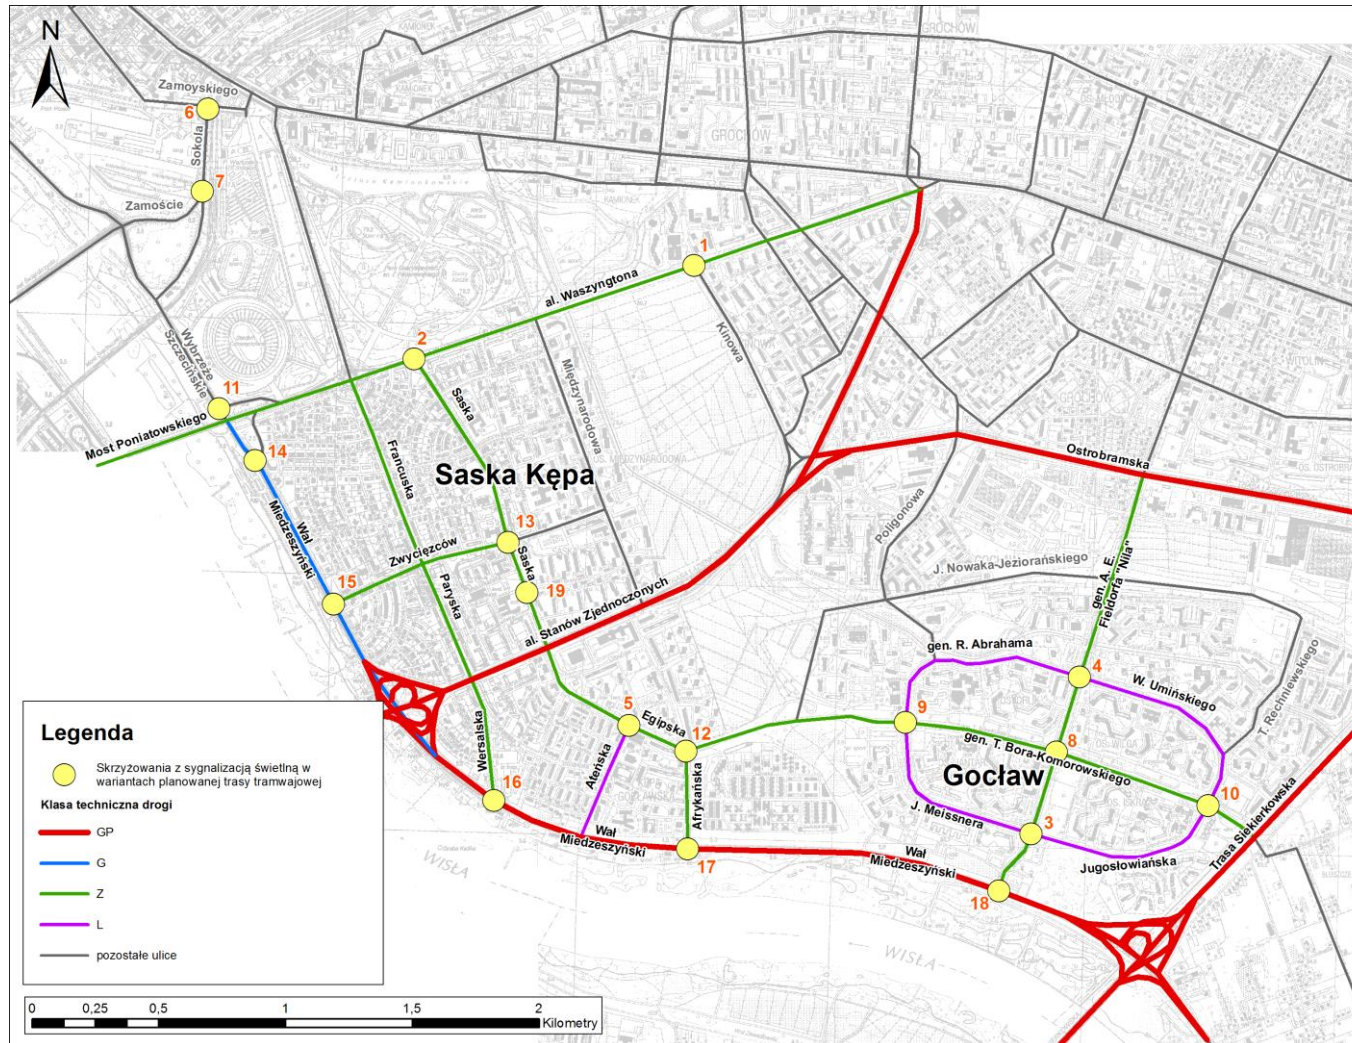 N
Zamoyskiego
6
Sokola
7
Zamoście
KAMIONEK
GROCHÓW
GROCHÓW
KAMIONEK
1
al. Waszyngtona
2
Kinowa
Wybrzeże
Szczecińskie
11
Most Poniatowskiego
Saska
Międzynarodowa
14
Francuska
Saska Kępa
Ostrobramska
Wał
Miedzeszyński
13
Poligonowa
Zwycięzców
Saska
15
19
Paryska
al. Stanów Zjednoczonych
J. Nowaka-Jeziorańskiego
gen. A. E.
Fieldorfa "Nila"
gen. R. Abrahama
4
W. Umińskiego
T. Rechniewskiego
5
Egipska
12
9
8
gen. T. Bora-Komorowskiego
Gocław
10
Wersalska
Ateńska
Afrykańska
16
J. Meissnera
3
Trasa Siekierkowska
Wał
Miedzeszyński
17
Wał
Miedzeszyński
Jugosłowiańska
18
WISŁA
WISŁA
Legenda
Skrzyżowania z sygnalizacją świetlną w
wariantach planowanej trasy tramwajowej
Klasa techniczna drogi
GP
G
Z
L
pozostałe ulice
0 0,25 0,5 1 1,5 2
Kilometry